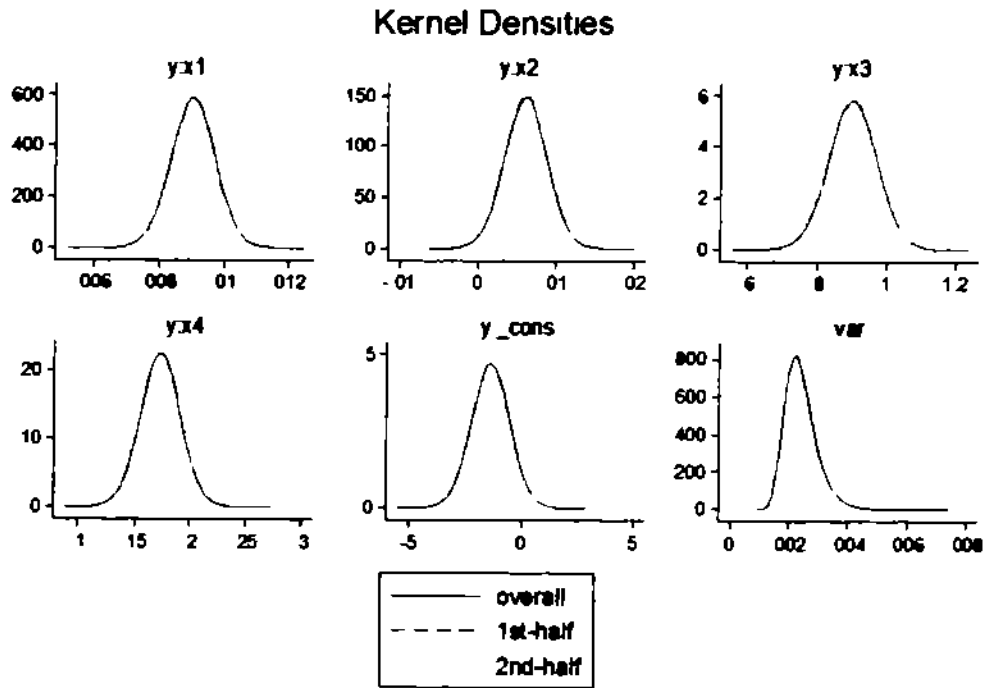 Kernel Densities
y:x1 y:x2 y:x3
600 400 200 0
006 008 01 012
150 100 50 0
- 01 0 01 02
6 4 2 0
6 8 1 1.2
y:x4 y _cons var
20 10 0
1 15 2 25 3
5 0
-5 0 5
800 600 400 200 0
0 002 004 006 008
overall
1st-half
2nd-half